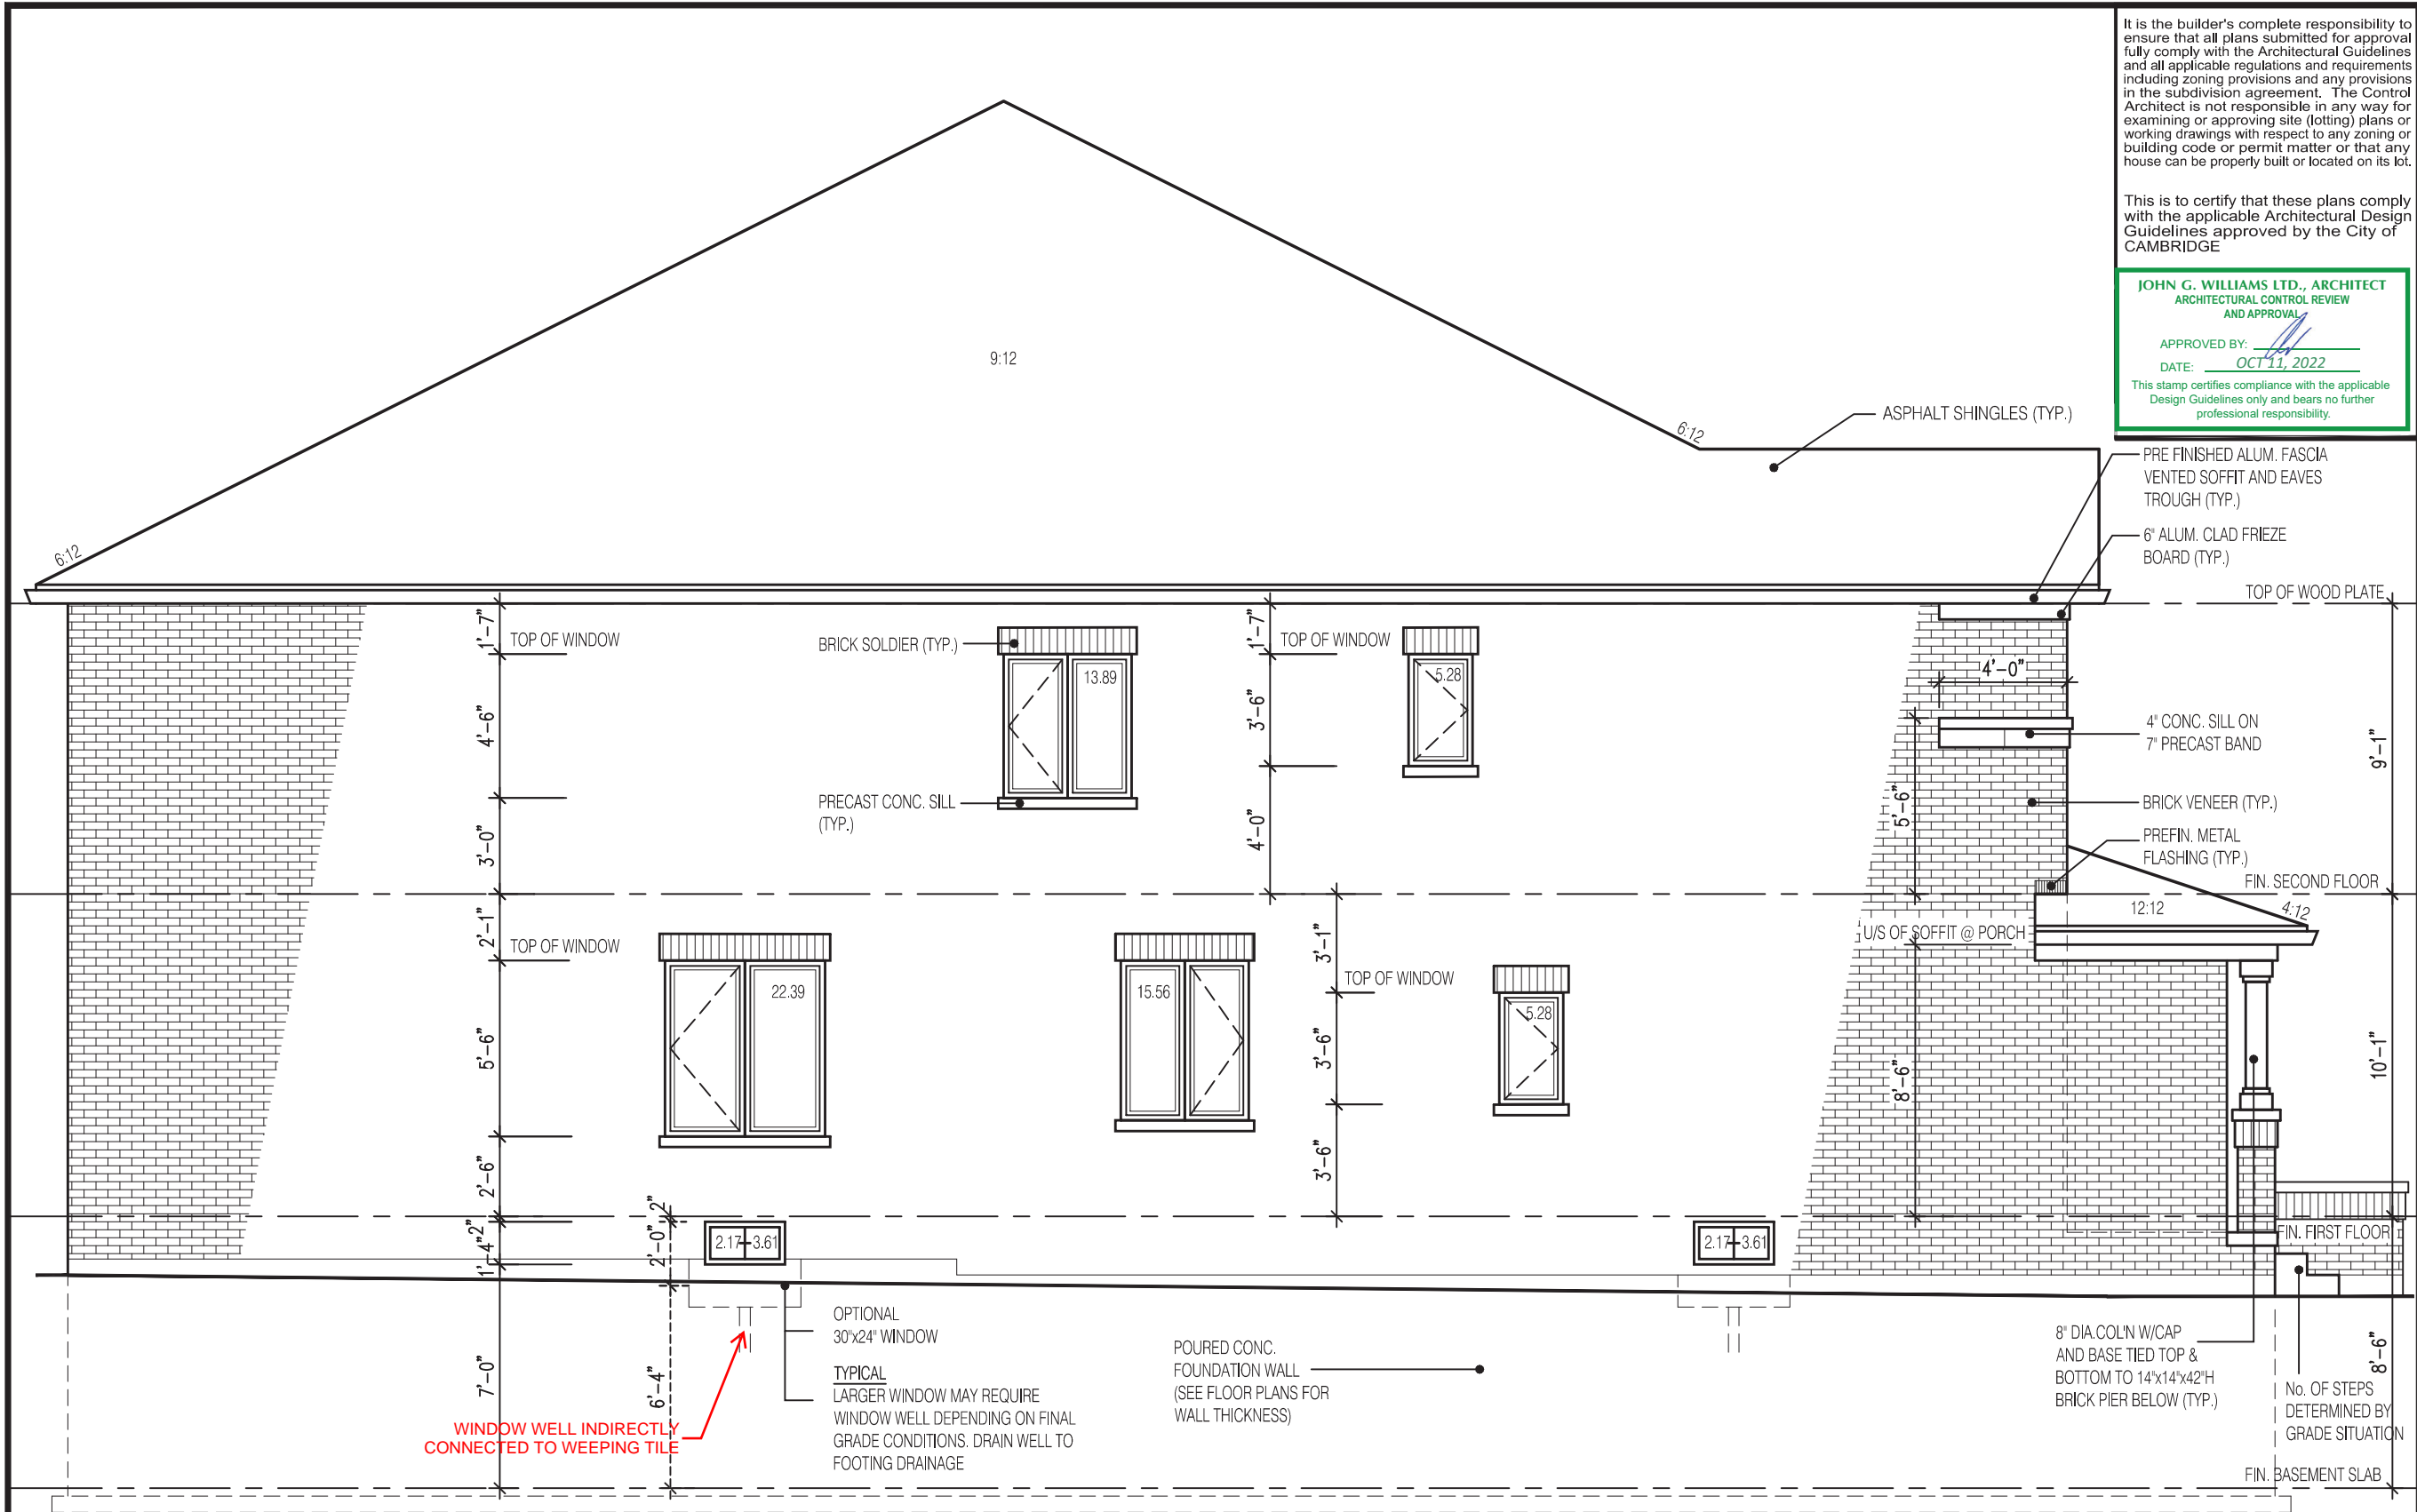 It is the builder's complete responsibility to
ensure that all plans submitted for approval
fully comply with the Architectural Guidelines
and all applicable regulations and requirements
including zoning provisions and any provisions
in the subdivision agreement. The Control
Architect is not responsible in any way for
examining or approving site (lotting) plans or
working drawings with respect to any zoning or
building code or permit matter or that any
house can be properly built or located on its lot.
This is to certify that these plans comply
with the applicable Architectural Design
Guidelines approved by the City of
CAMBRIDGE
JOHN G. WILLIAMS LTD., ARCHITECT
ARCHITECTURAL CONTROL REVIEW
AND APPROVAL
APPROVED BY:
DATE: OCT 11, 2022
This stamp certifies compliance with the applicable
Design Guidelines only and bears no further
professional responsibility.
9:12
6:12
6:12
ASPHALT SHINGLES (TYP.)
PRE FINISHED ALUM. FASCIA
VENTED SOFFIT AND EAVES
TROUGH (TYP.)
6" ALUM. CLAD FRIEZE
BOARD (TYP.)
TOP OF WOOD PLATE
1'-7"
TOP OF WINDOW
BRICK SOLDIER (TYP.)
13.89
1'-7"
TOP OF WINDOW
5.28
4'-0"
4'-6"
3'-6"
4" CONC. SILL ON
7" PRECAST BAND
9'-1"
PRECAST CONC. SILL
(TYP.)
3'-0"
4'-0"
5'-6"
BRICK VENEER (TYP.)
PREFIN. METAL
FLASHING (TYP.)
FIN. SECOND FLOOR
12:12
4:12
2'-1"
TOP OF WINDOW
3'-1"
U/S OF SOFFIT @ PORCH
TOP OF WINDOW
22.39
15.56
5.28
5'-6"
3'-6"
8'-6"
10'-1"
2'-6"
3'-6"
2"
2"
1'-4"
2'-0"
2.17
3.61
2.17
3.61
FIN. FIRST FLOOR
OPTIONAL
30"x24" WINDOW
TYPICAL
LARGER WINDOW MAY REQUIRE
WINDOW WELL DEPENDING ON FINAL
GRADE CONDITIONS. DRAIN WELL TO
FOOTING DRAINAGE
7'-0"
6'-4"
WINDOW WELL INDIRECTLY
CONNECTED TO WEEPING TILE
POURED CONC.
FOUNDATION WALL
(SEE FLOOR PLANS FOR
WALL THICKNESS)
8" DIA.COL'N W/CAP
AND BASE TIED TOP &
BOTTOM TO 14"x14"x42"H
BRICK PIER BELOW (TYP.)
8'-6"
No. OF STEPS
DETERMINED BY
GRADE SITUATION
FIN. BASEMENT SLAB